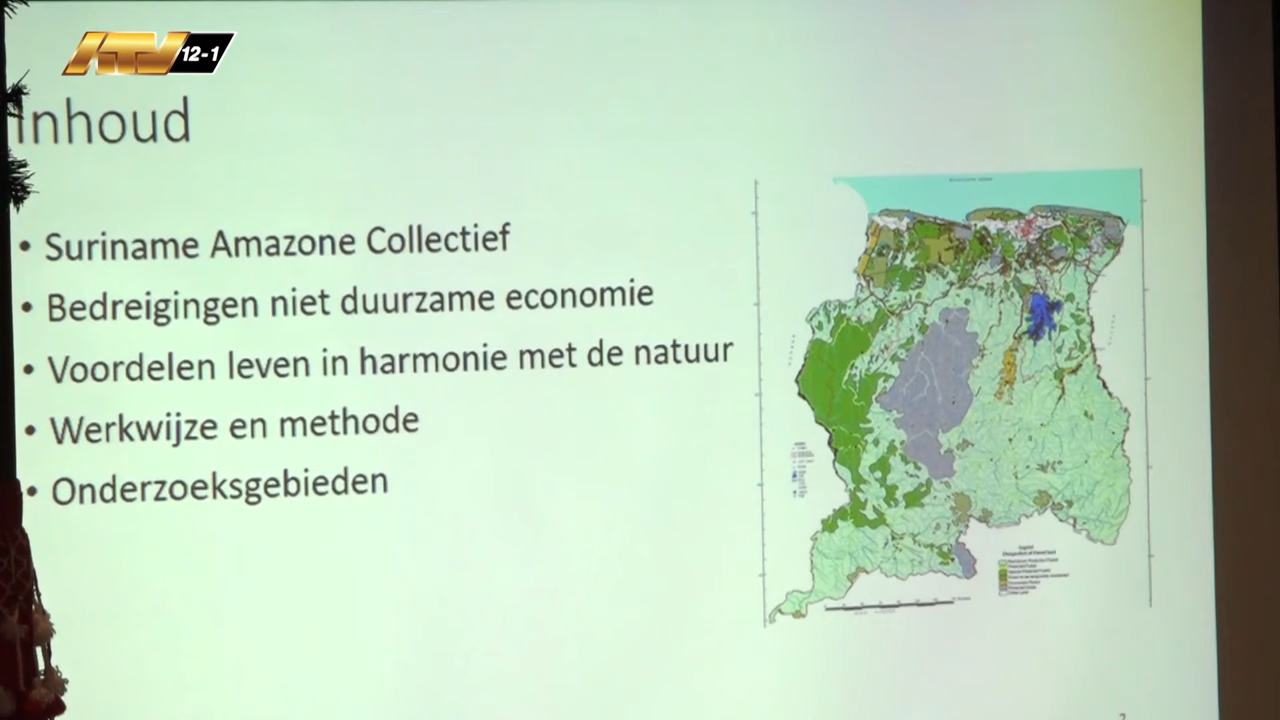 ATV 12-1
Inhoud
• Suriname Amazone Collectief
• Bedreigingen niet duurzame economie
• Voordelen leven in harmonie met de natuur
• Werkwijze en methode
• Onderzoeksgebieden
2